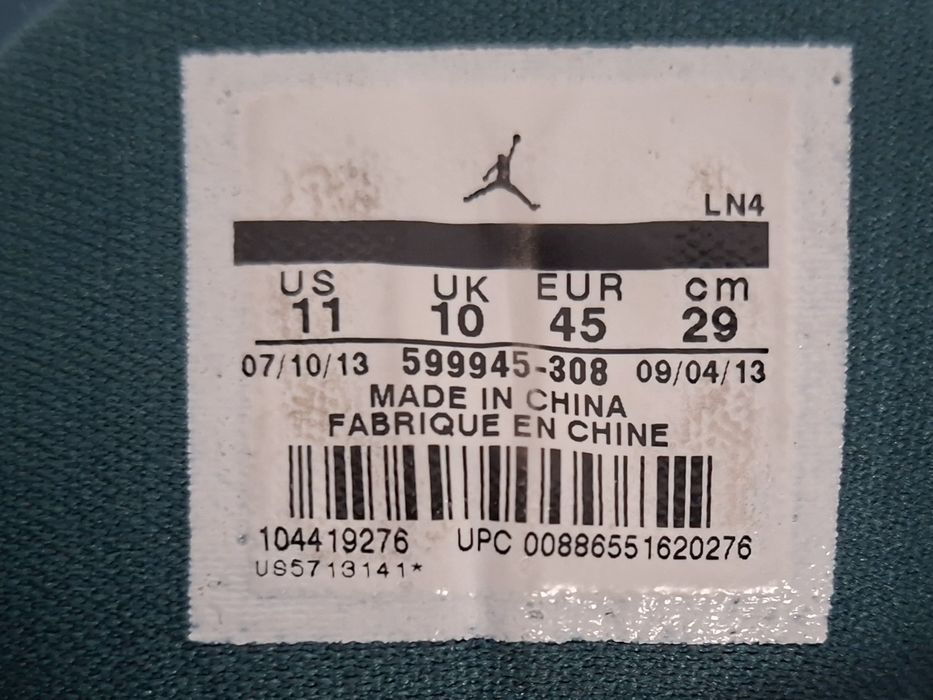 LN4
US UK EUR cm
11 10 45 29
07/10/13 599945-308 09/04/13
MADE IN CHINA
FABRIQUE EN CHINE
104419276 UPC 00886551620276
US5713141*